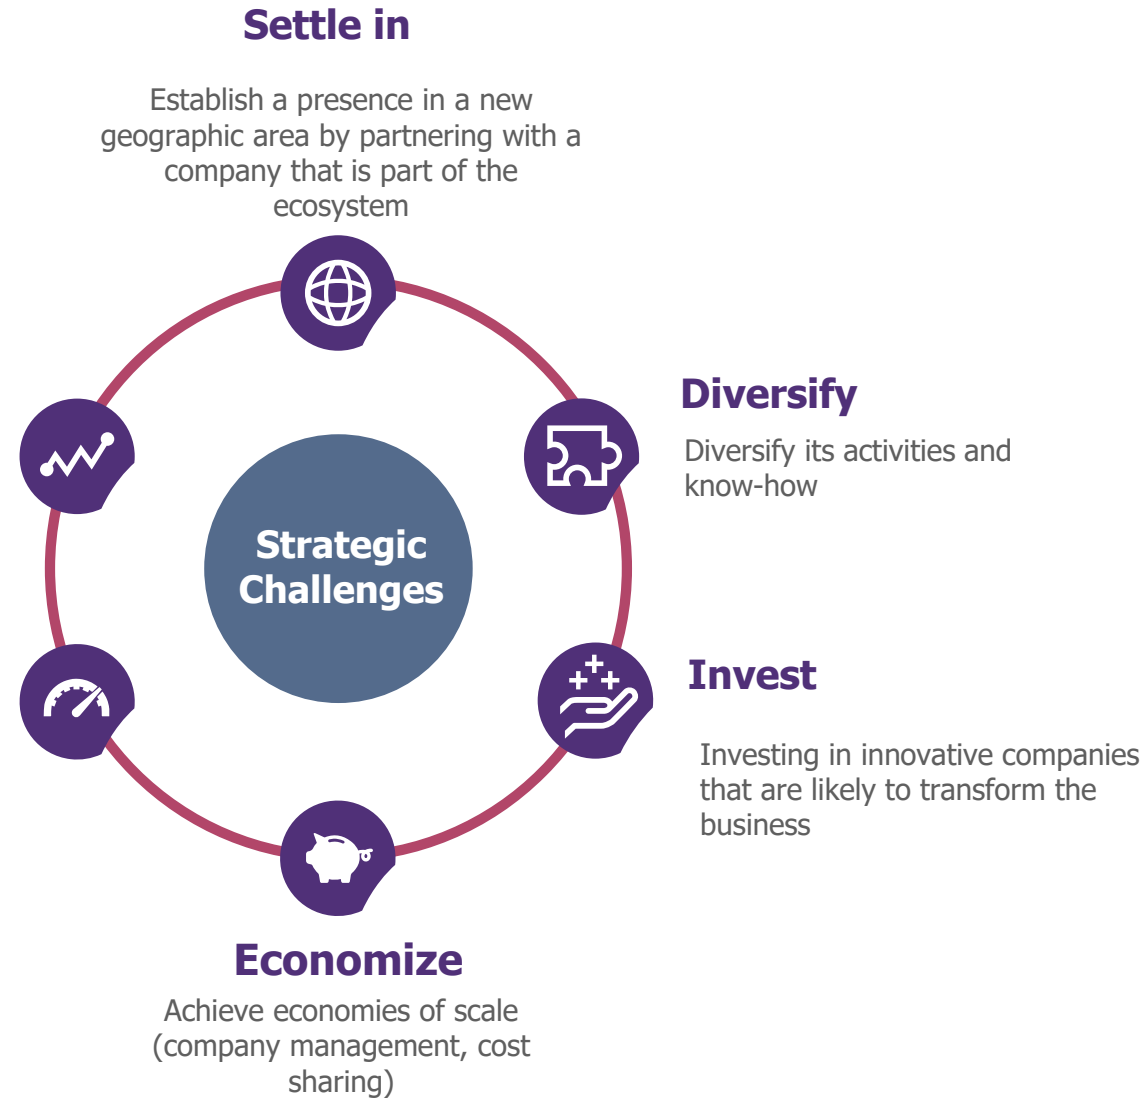 Settle in
Establish a presence in a new
geographic area by partnering with a
company that is part of the
ecosystem
Diversify
Diversify its activities and
know-how
Strategic
Challenges
Invest
Investing in innovative companies
that are likely to transform the
business
Economize
Achieve economies of scale
(company management, cost
sharing)